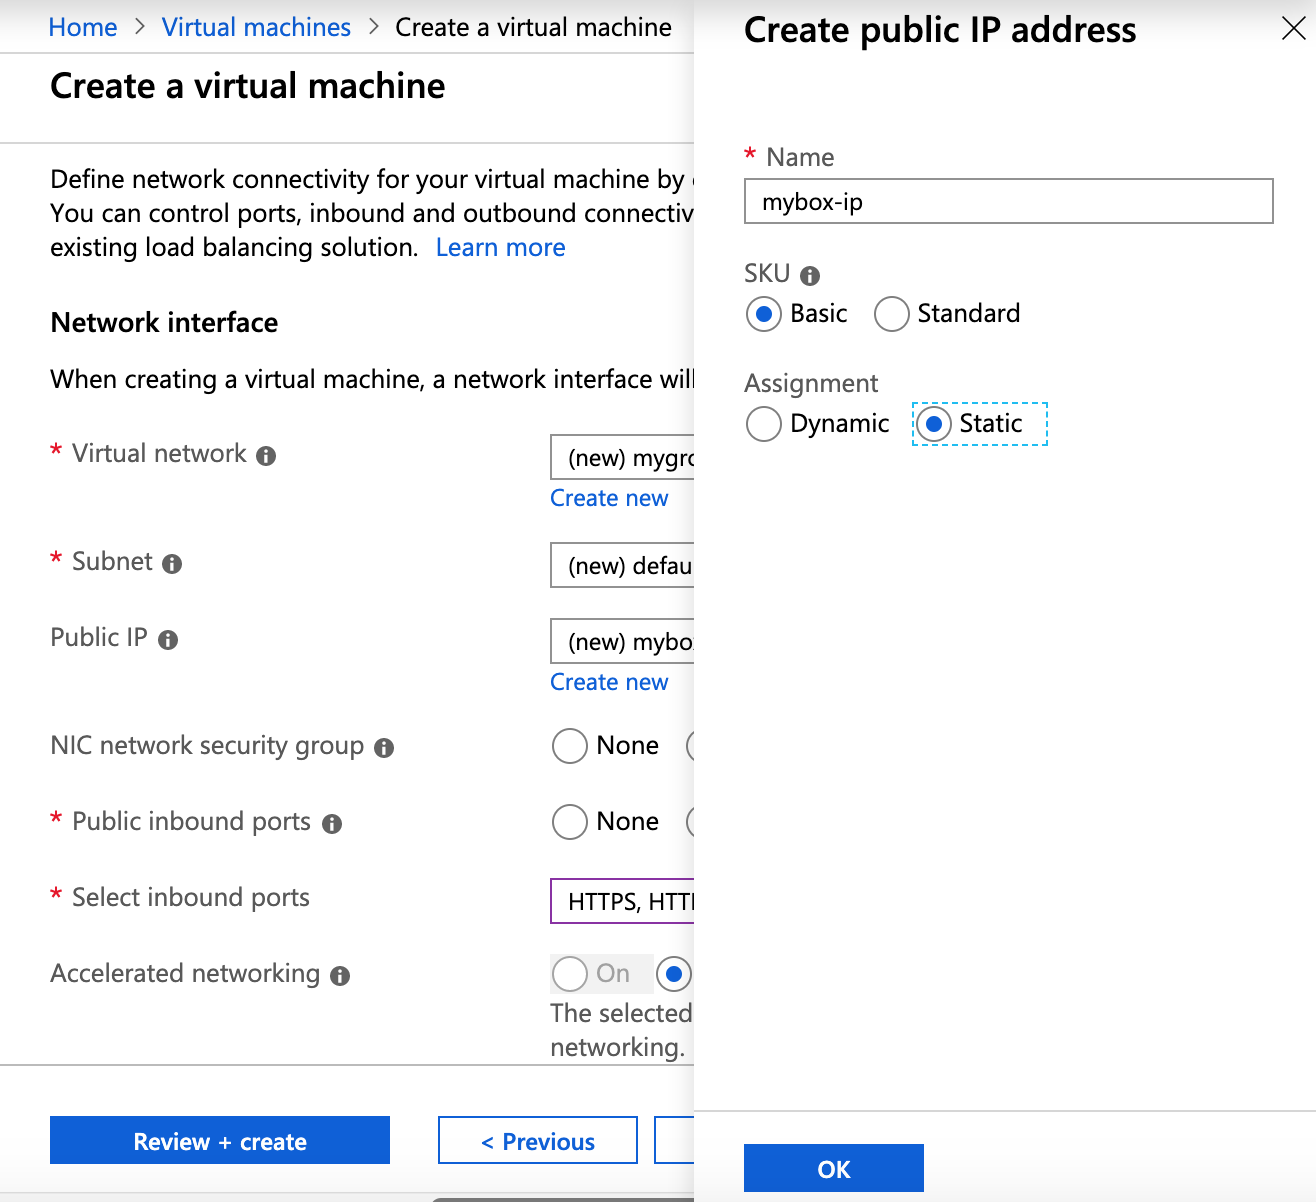 Home > Virtual machines > Create a virtual machine
Create a virtual machine
Define network connectivity for your virtual machine by
You can control ports, inbound and outbound connectiv
existing load balancing solution. Learn more
Network interface
When creating a virtual machine, a network interface will
* Virtual network
(new) mygro
Create new
* Subnet
(new) defau
Public IP
(new) mybo
Create new
NIC network security group
None
* Public inbound ports
None
* Select inbound ports
HTTPS, HTT
Accelerated networking
On
The selected
networking.
Review + create
< Previous
Create public IP address
* Name
mybox-ip
SKU
Basic Standard
Assignment
Dynamic Static
OK